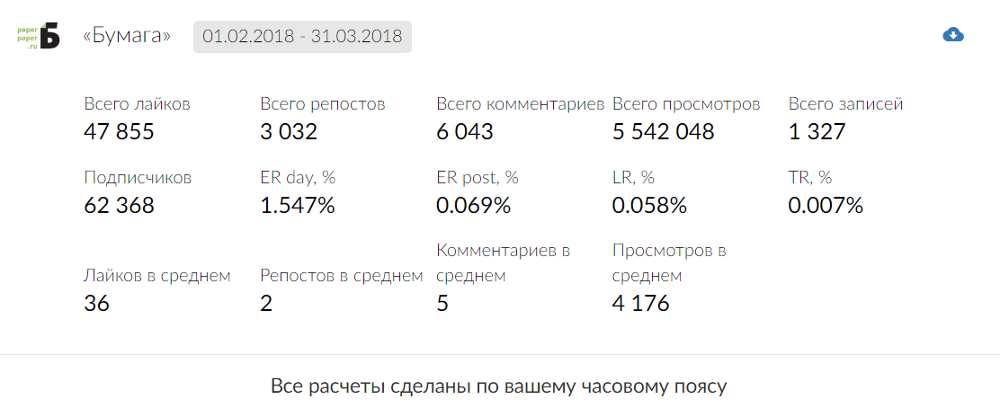 paper
paper
.ru
Б
«Бумага»
01.02.2018 - 31.03.2018
Всего лайков
Всего репостов
Всего комментариев
Всего просмотров
Всего записей
47 855
3 032
6 043
5 542 048
1 327
Подписчиков
ER day, %
ER post, %
LR, %
TR, %
62 368
1.547%
0.069%
0.058%
0.007%
Лайков в среднем
Репостов в среднем
Комментариев в
среднем
Просмотров в
среднем
36
2
5
4 176
Все расчеты сделаны по вашему часовому поясу